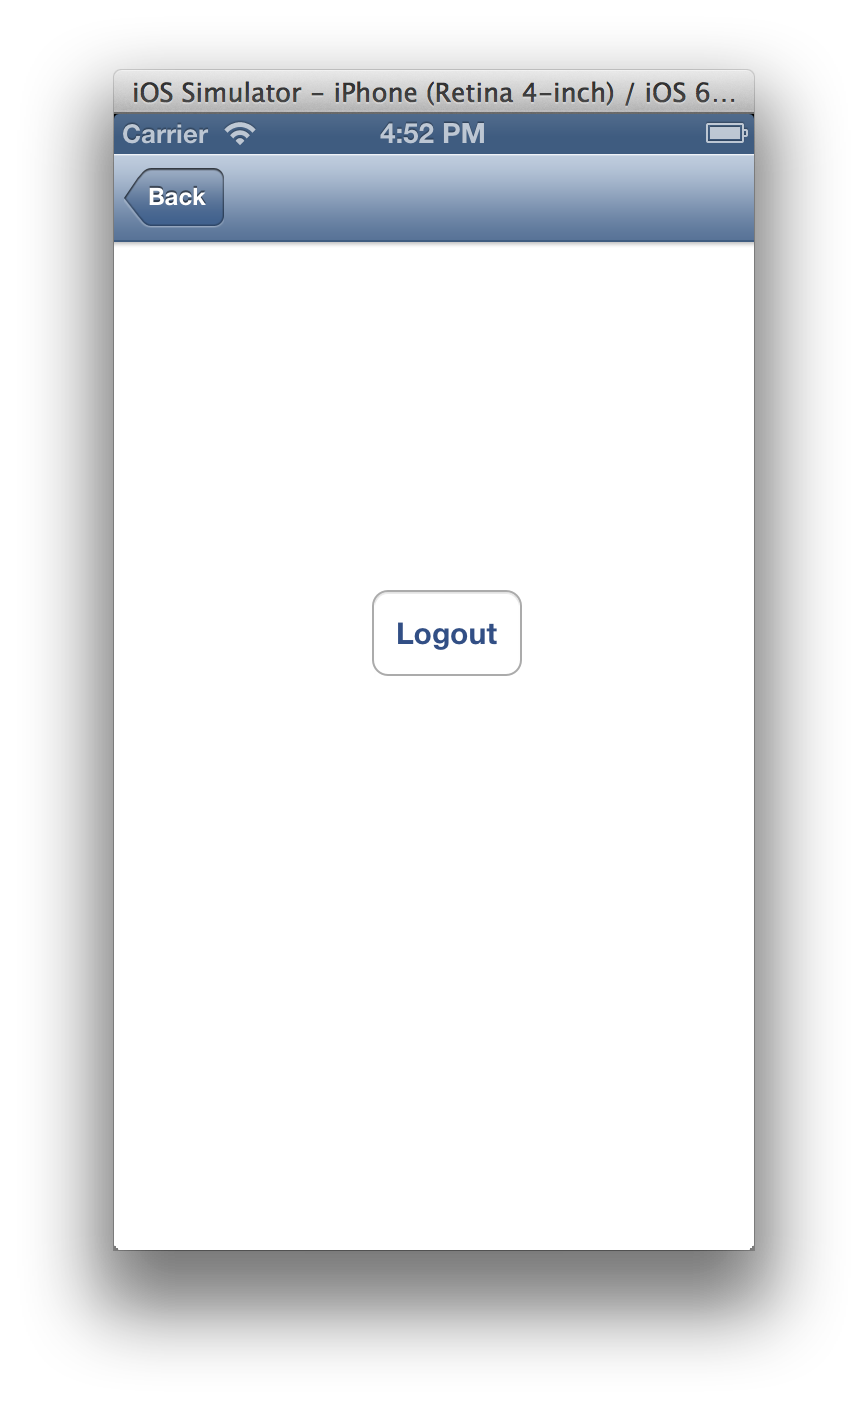 iOS Simulator – iPhone (Retina 4-inch) / iOS 6...
Carrier 4:52 PM
Back
Logout